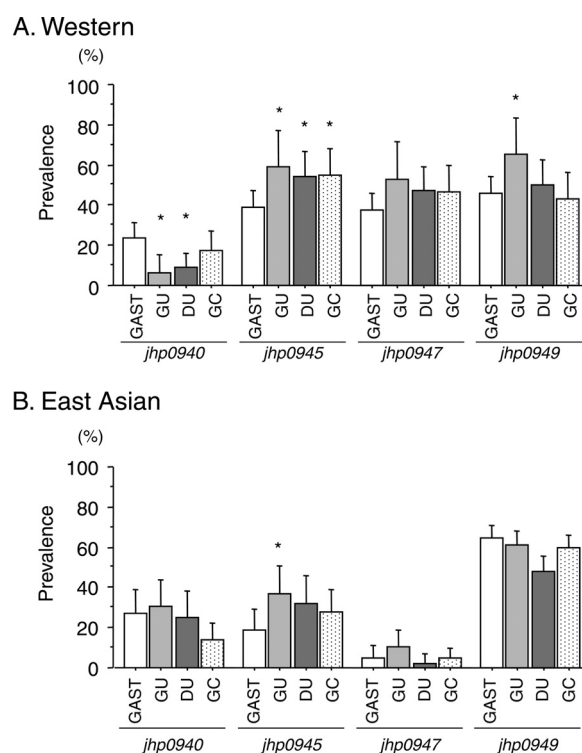 A. Western
(%)
Prevalence
100
80
60
40
20
0
* * * * * *
GAST GU DU GC GAST GU DU GC GAST GU DU GC GAST GU DU GC
jhp0940 jhp0945 jhp0947 jhp0949
B. East Asian
(%)
Prevalence
100
80
60
40
20
0
*
GAST GU DU GC GAST GU DU GC GAST GU DU GC GAST GU DU GC
jhp0940 jhp0945 jhp0947 jhp0949